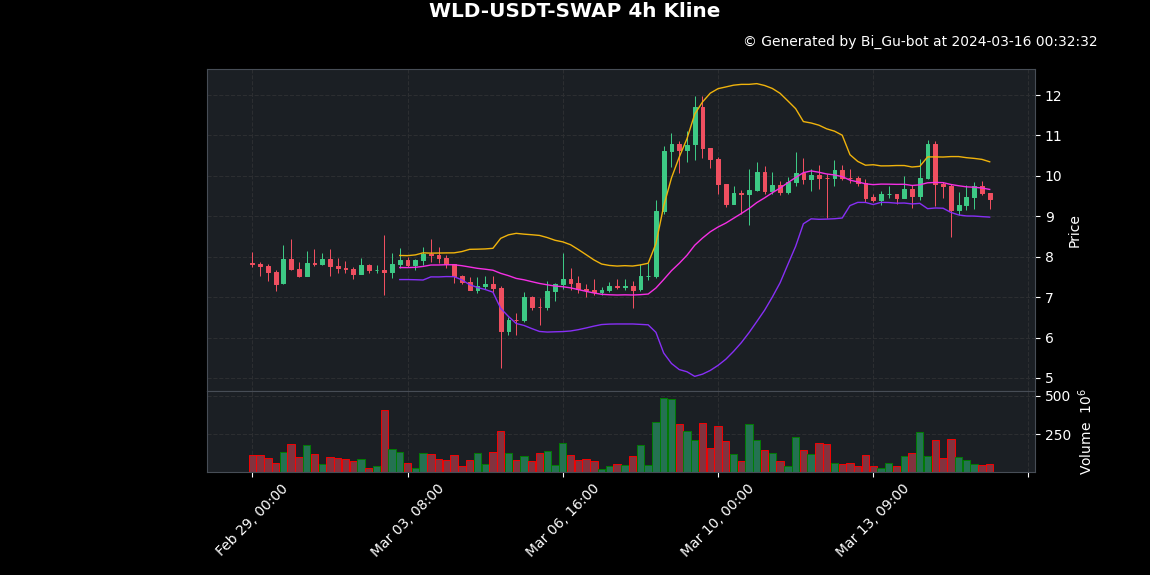 WLD-USDT-SWAP 4h Kline
© Generated by Bi_Gu-bot at 2024-03-16 00:32:32
12
11
10
9
8
7
6
5
Price
500
250
Volume 10⁶
Feb 29, 00:00
Mar 03, 08:00
Mar 06, 16:00
Mar 10, 00:00
Mar 13, 09:00